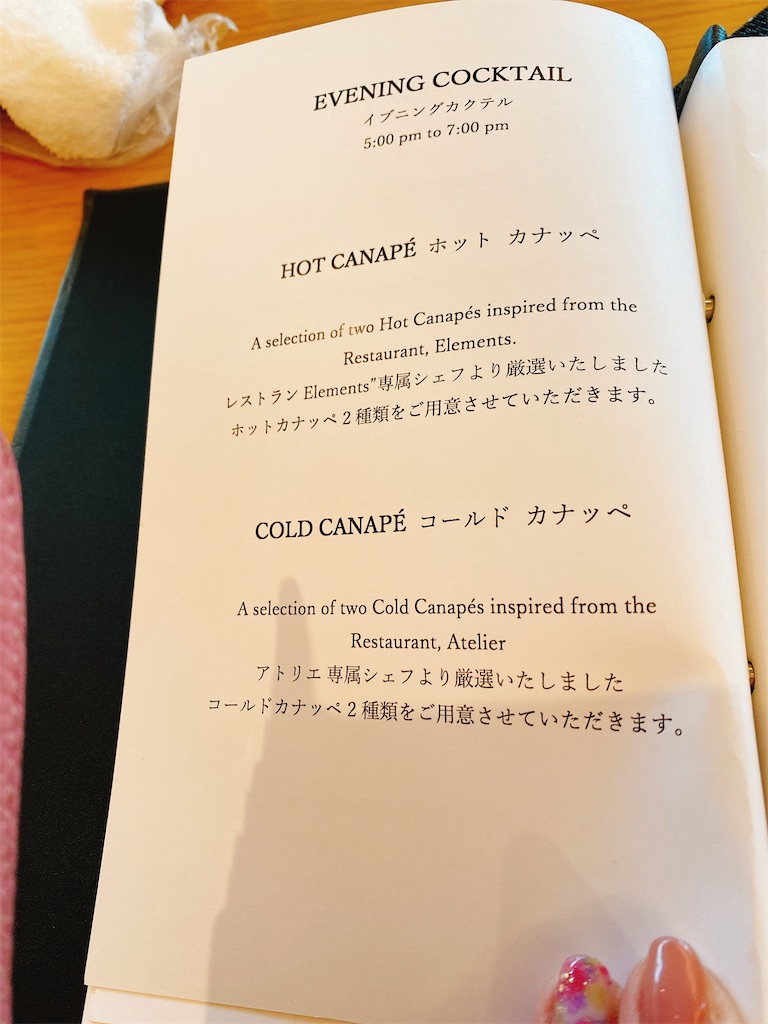 EVENING COCKTAIL
イブニングカクテル
5:00 pm to 7:00 pm
HOT CANAPÉ ホット カナッペ
A selection of two Hot Canapés inspired from the
Restaurant, Elements.
レストラン Elements”専属シェフより厳選いたしました
ホットカナッペ 2 種類をご用意させていただきます。
COLD CANAPÉ コールド カナッペ
A selection of two Cold Canapés inspired from the
Restaurant, Atelier
アトリエ 専属シェフより厳選いたしました
コールドカナッペ 2 種類をご用意させていただきます。